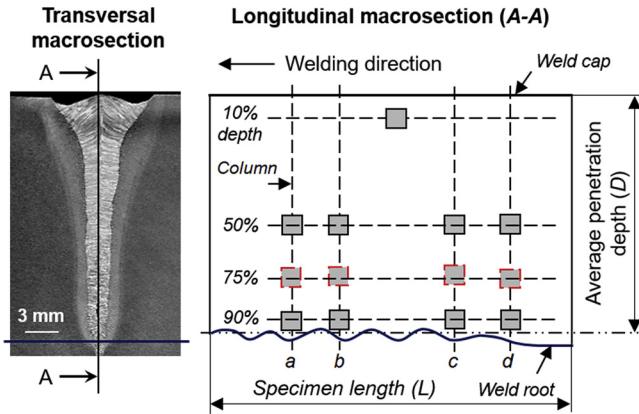 Transversal
macrosection
Longitudinal macrosection (A-A)
A
Welding direction
Weld cap
10%
depth
Column
50%
75%
90%
3 mm
A
a b c d
Specimen length (L)
Weld root
Average penetration
depth (D)